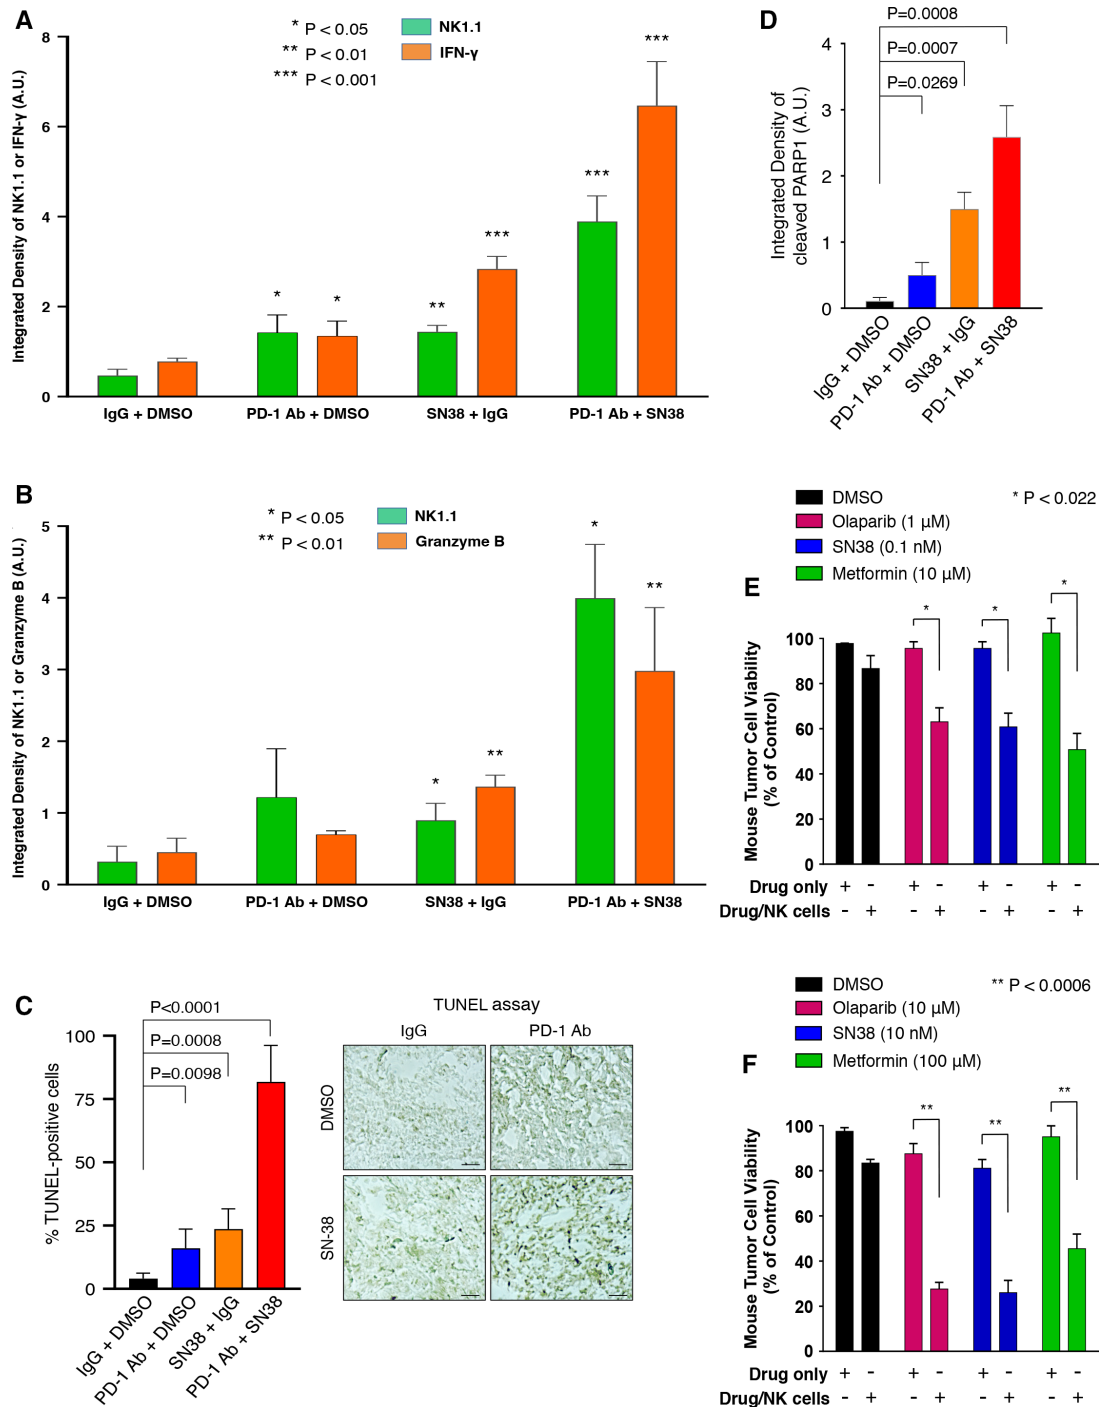 A
* P < 0.05
** P < 0.01
*** P < 0.001
NK1.1
IFN-γ
Integrated Density of NK1.1 or IFN-γ (A.U.)
8
6
4
2
0
*
*
**
***
***
***
IgG + DMSO
PD-1 Ab + DMSO
SN38 + IgG
PD-1 Ab + SN38
B
* P < 0.05
** P < 0.01
NK1.1
Granzyme B
Integrated Density of NK1.1 or Granzyme B (A.U.)
5
4
3
2
1
0
*
**
*
**
IgG + DMSO
PD-1 Ab + DMSO
SN38 + IgG
PD-1 Ab + SN38
C
P<0.0001
P=0.0008
P=0.0098
% TUNEL-positive cells
100
75
50
25
0
IgG + DMSO
PD-1 Ab + DMSO
SN38 + IgG
PD-1 Ab + SN38
TUNEL assay
IgG
PD-1 Ab
DMSO
SN-38
D
P=0.0008
P=0.0007
P=0.0269
Integrated Density of
cleaved PARP1 (A.U.)
4
3
2
1
0
IgG + DMSO
PD-1 Ab + DMSO
SN38 + IgG
PD-1 Ab + SN38
DMSO
Olaparib (1 µM)
SN38 (0.1 nM)
Metformin (10 µM)
* P < 0.022
E
Mouse Tumor Cell Viability
(% of Control)
100
80
60
40
20
0
*
*
*
Drug only + - + - + - + -
Drug/NK cells - + - + - + - +
DMSO
Olaparib (10 µM)
SN38 (10 nM)
Metformin (100 µM)
** P < 0.0006
F
Mouse Tumor Cell Viability
(% of Control)
100
80
60
40
20
0
**
**
**
Drug only + - + - + - + -
Drug/NK cells - + - + - + - +